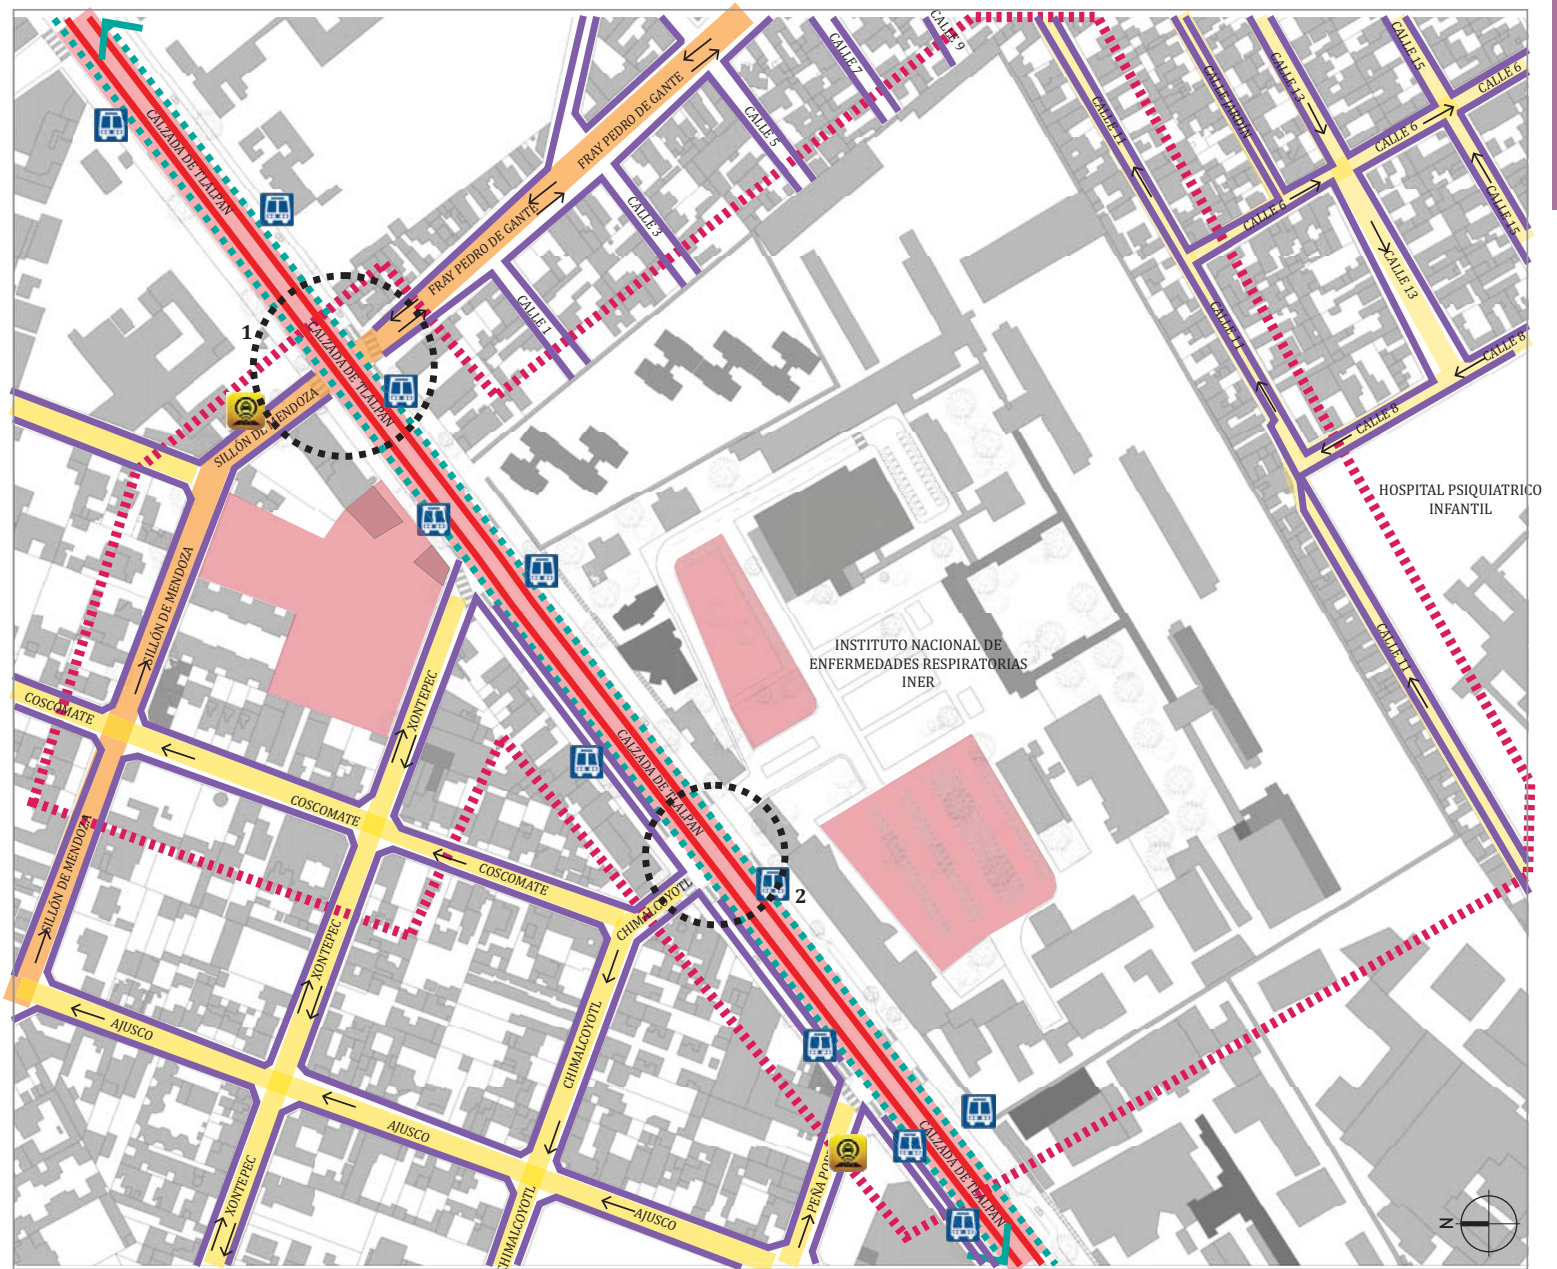 CALLE 9
CALLE 7
CALLE 15
CALLE 6
CALLE 13
CALLE JARDÍN
CALLE 11
CALLE 5
FRAY PEDRO DE GANTE
CALLE 6
CALZADA DE TLALPAN
CALLE 3
CALLE 6
CALLE 15
FRAY PEDRO DE GANTE
CALLE 13
CALLE 1
1
CALLE 11
CALLE 8
CALZADA DE TLALPAN
SILLÓN DE MENDOZA
CALLE 8
HOSPITAL PSIQUIATRICO
INFANTIL
SILLÓN DE MENDOZA
INSTITUTO NACIONAL DE
ENFERMEDADES RESPIRATORIAS
INER
CALLE 11
COSCOMATE
XONTEPEC
CALZADA DE TLALPAN
COSCOMATE
SILLÓN DE MENDOZA
COSCOMATE
2
CHIMALCOYOTL
XONTEPEC
AJUSCO
CHIMALCOYOTL
AJUSCO
CALZADA DE TLALPAN
XONTEPEC
PEÑA
CHIMALCOYOTL
AJUSCO
N